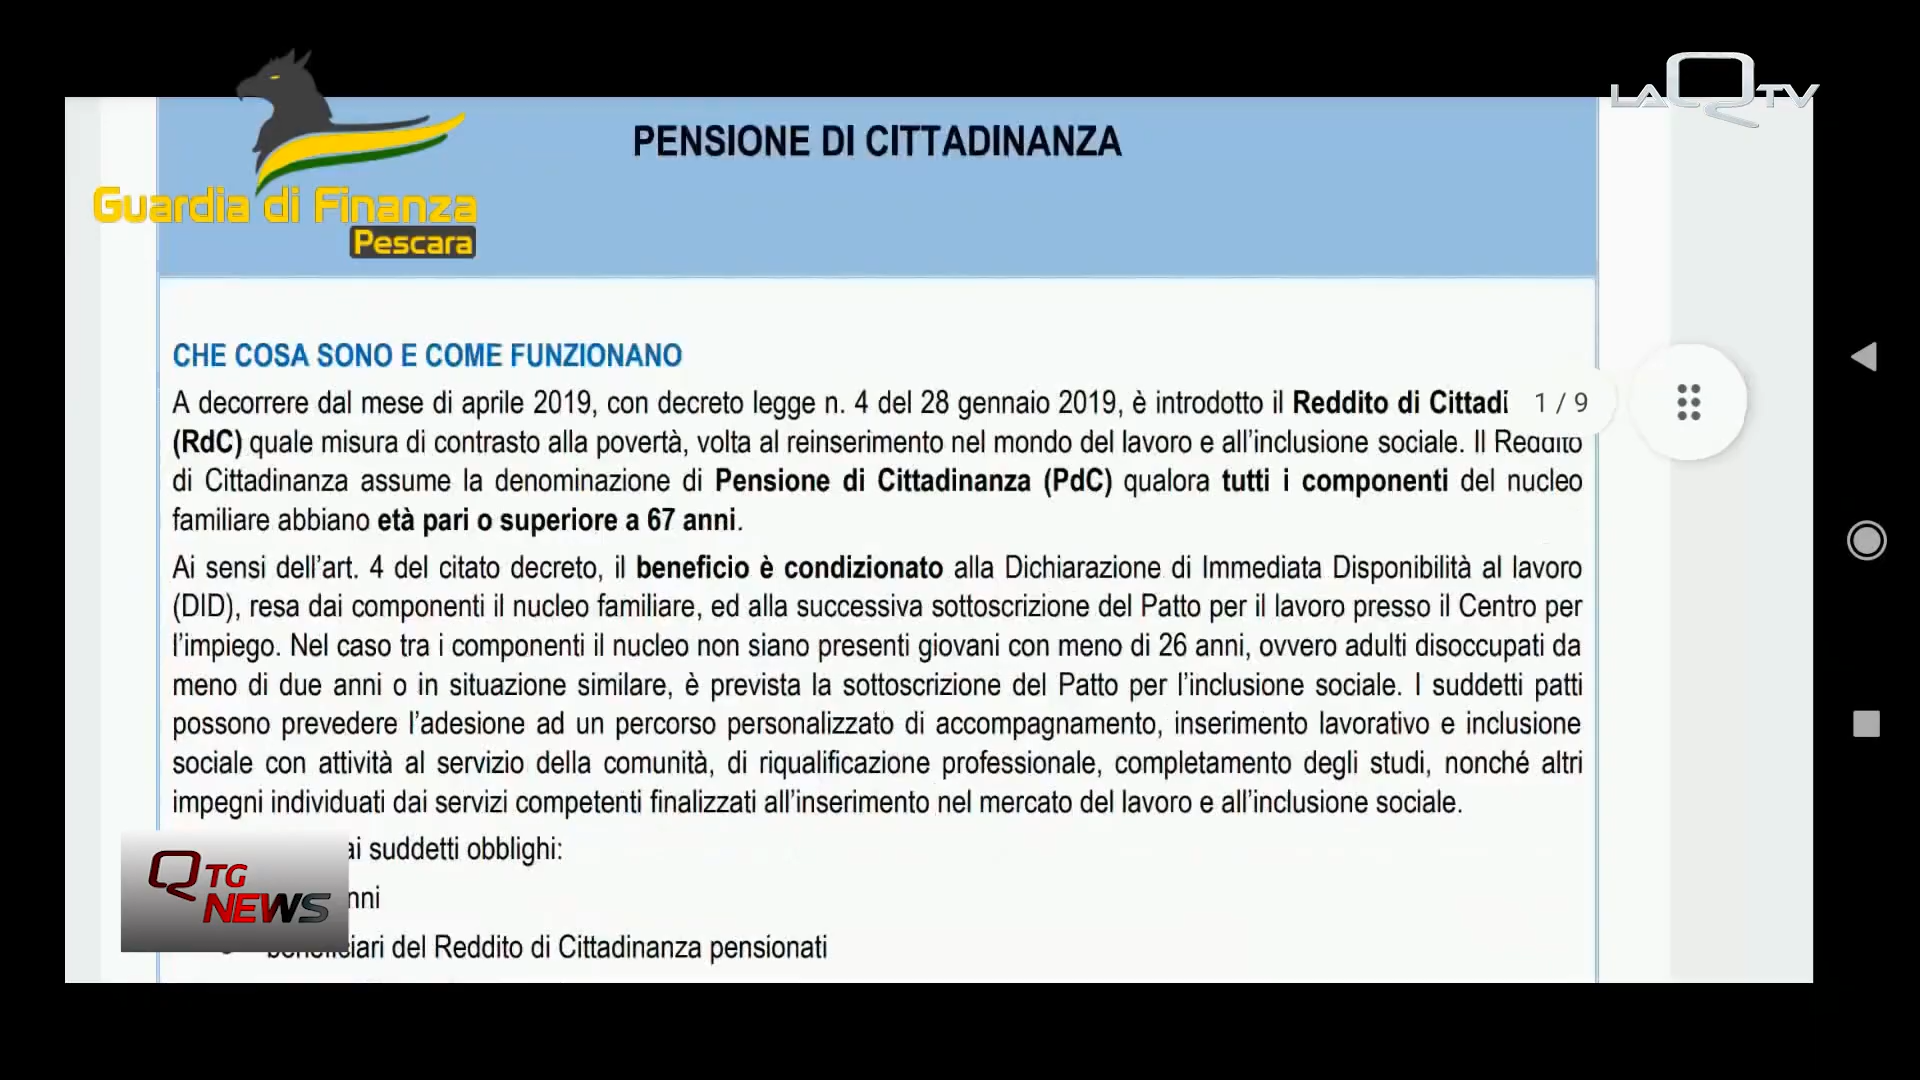 LAQTV
PENSIONE DI CITTADINANZA
Guardia di Finanza
Pescara
CHE COSA SONO E COME FUNZIONANO
A decorrere dal mese di aprile 2019, con decreto legge n. 4 del 28 gennaio 2019, è introdotto il Reddito di Cittadi
1 / 9
(RdC) quale misura di contrasto alla povertà, volta al reinserimento nel mondo del lavoro e all’inclusione sociale. Il Reddito
di Cittadinanza assume la denominazione di Pensione di Cittadinanza (PdC) qualora tutti i componenti del nucleo
familiare abbiano età pari o superiore a 67 anni.
Ai sensi dell’art. 4 del citato decreto, il beneficio è condizionato alla Dichiarazione di Immediata Disponibilità al lavoro
(DID), resa dai componenti il nucleo familiare, ed alla successiva sottoscrizione del Patto per il lavoro presso il Centro per
l’impiego. Nel caso tra i componenti il nucleo non siano presenti giovani con meno di 26 anni, ovvero adulti disoccupati da
meno di due anni o in situazione similare, è prevista la sottoscrizione del Patto per l’inclusione sociale. I suddetti patti
possono prevedere l’adesione ad un percorso personalizzato di accompagnamento, inserimento lavorativo e inclusione
sociale con attività al servizio della comunità, di riqualificazione professionale, completamento degli studi, nonché altri
impegni individuati dai servizi competenti finalizzati all’inserimento nel mercato del lavoro e all’inclusione sociale.
ai suddetti obblighi:
nni
beneficiari del Reddito di Cittadinanza pensionati
Q TG
NEWS